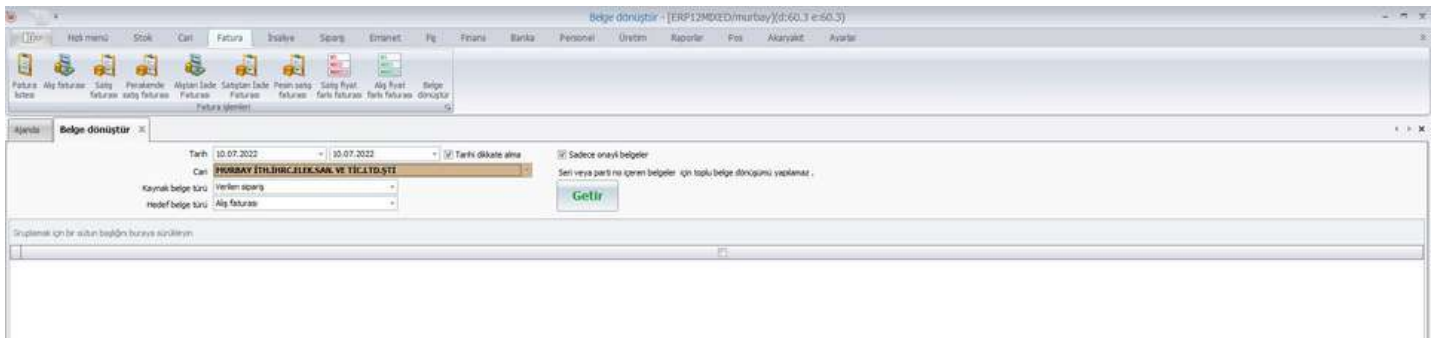 Belge dönüştür - [ERP12MIXED/murbay](d:60.3 e:60.3)
Hızlı menü Stok Cari Fatura İrsaliye Sipariş Emanet Fiş Finans Banka Personel Üretim Raporlar Pos Akaryakıt Ayarlar
Fatura listesi
Alış faturası
Satış faturası
Perakende satış faturası
Alıştan İade Faturası
Satıştan İade Faturası
Peşin satış faturası
Satış fiyat farkı faturası
Alış fiyat farkı faturası
Belge dönüştür
Fatura işlemleri
Ajanda Belge dönüştür
Tarih 10.07.2022 10.07.2022 Tarihi dikkate alma Sadece onaylı belgeler
Cari MURBAY İTH.İHRC.ELEK.SAN. VE TİC.LTD.ŞTİ Seri veya parti no içeren belgeler için toplu belge dönüşümü yapılamaz .
Kaynak belge türü Verilen sipariş
Getir
Hedef belge türü Alış faturası
Gruplamak için bir sütun başlığını buraya sürükleyin